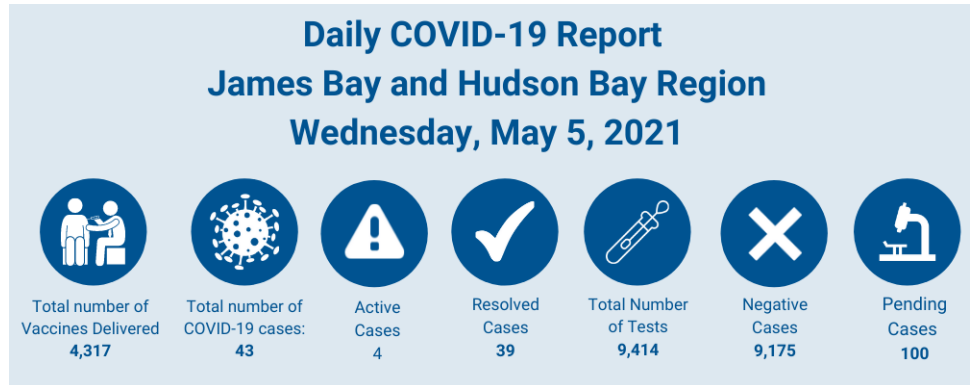 Daily COVID-19 Report
James Bay and Hudson Bay Region
Wednesday, May 5, 2021
Total number of
Vaccines Delivered
4,317
Total number of
COVID-19 cases:
43
Active
Cases
4
Resolved
Cases
39
Total Number
of Tests
9,414
Negative
Cases
9,175
Pending
Cases
100